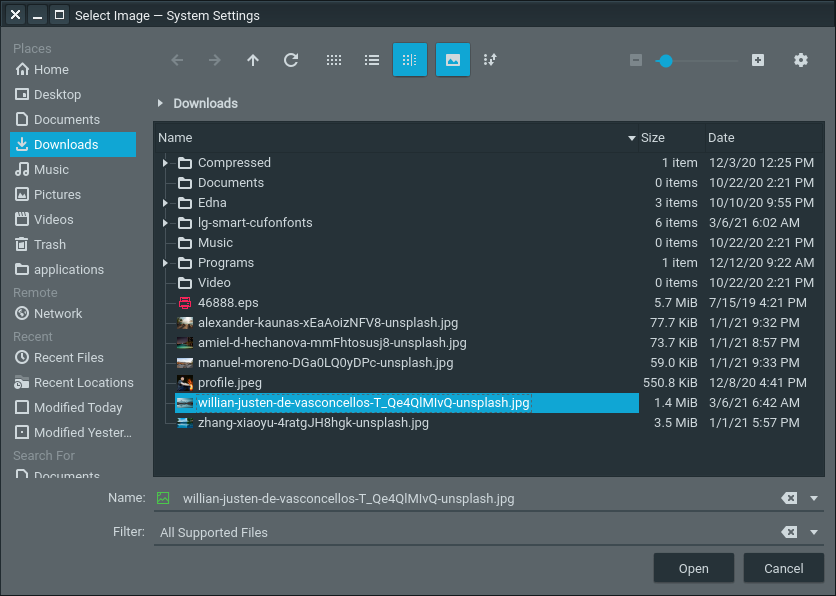 Select Image — System Settings
Places
Home
Desktop
Documents
Downloads
Music
Pictures
Videos
Trash
applications
Remote
Network
Recent
Recent Files
Recent Locations
Modified Today
Modified Yester...
Search For
Documents
Downloads
Name Size Date
Compressed 1 item 12/3/20 12:25 PM
Documents 0 items 10/22/20 2:21 PM
Edna 3 items 10/10/20 9:55 PM
lg-smart-cufonfonts 6 items 3/6/21 6:02 AM
Music 0 items 10/22/20 2:21 PM
Programs 1 item 12/12/20 9:22 AM
Video 0 items 10/22/20 2:21 PM
46888.eps 5.7 MiB 7/15/19 4:21 PM
alexander-kaunas-xEaAoizNFV8-unsplash.jpg 77.7 KiB 1/1/21 9:32 PM
amiel-d-hechanova-mmFhtosusj8-unsplash.jpg 73.7 KiB 1/1/21 8:57 PM
manuel-moreno-DGa0LQ0yDPc-unsplash.jpg 59.0 KiB 1/1/21 9:33 PM
profile.jpeg 550.8 KiB 12/8/20 4:41 PM
willian-justen-de-vasconcellos-T_Qe4QlMIvQ-unsplash.jpg 1.4 MiB 3/6/21 6:42 AM
zhang-xiaoyu-4ratgJH8hgk-unsplash.jpg 3.5 MiB 1/1/21 5:57 PM
Name: willian-justen-de-vasconcellos-T_Qe4QlMIvQ-unsplash.jpg
Filter: All Supported Files
Open Cancel